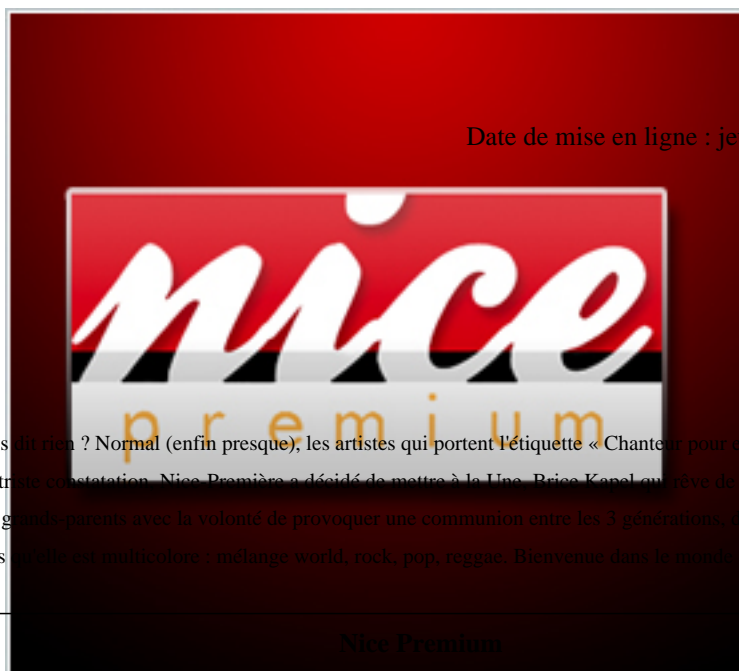 Date de mise en ligne : je
nice
premium
s dit rien ? Normal (enfin presque), les artistes qui portent l'étiquette « Chanteur pour
triste constatation, Nice-Première a décidé de mettre à la Une, Brice Kapel qui rêve de
grands-parents avec la volonté de provoquer une communion entre les 3 générations,
elle est multicolore : mélange world, rock, pop, reggae. Bienvenue dans le monde
Nice Premium